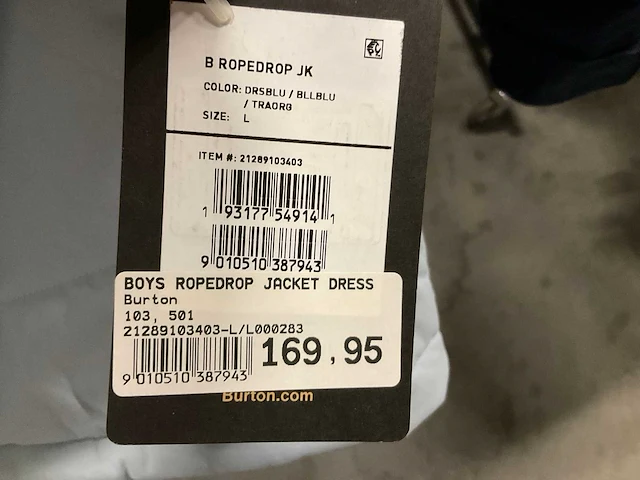 B ROPEDROP JK
COLOR: DRSBLU / BLLBLU
/ TRAORG
SIZE: L
ITEM #: 21289103403
1 93177 54914 1
9 010510 387943
BOYS ROPEDROP JACKET DRESS
Burton
103, 501
21289103403-L/L000283
169,95
9 010510 387943
Burton.com